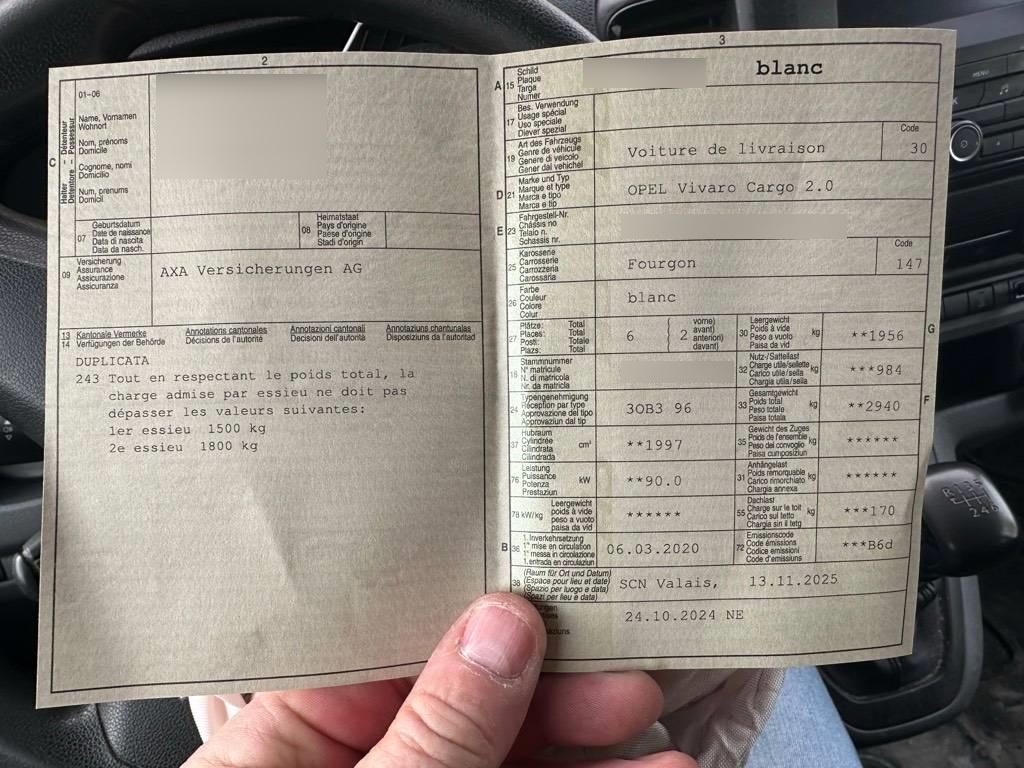 2
01-06
C
Halter - Détenteur
Detentore - Possessur
Name, Vornamen
Wohnort
Nom, prénoms
Domicile
Cognome, nomi
Domicilio
Num, prenums
Domicil
07
Geburtsdatum
Date de naissance
Data di nascita
Data da nasch.
08
Heimatstaat
Pays d'origine
Paese d'origine
Stadi d'origin
09
Versicherung
Assurance
Assicurazione
Assicuranza
AXA Versicherungen AG
13 Kantonale Vermerke Annotations cantonales Annotazioni cantonali Annotaziuns chantunalas
14 Verfügungen der Behörde Décisions de l'autorité Decisioni dell'autorità Disposiziuns da l'autoritad
DUPLICATA
243 Tout en respectant le poids total, la
charge admise par essieu ne doit pas
dépasser les valeurs suivantes:
1er essieu 1500 kg
2e essieu 1800 kg
3
A 15
Schild
Plaque
Targa
Numer
blanc
17
Bes. Verwendung
Usage spécial
Uso speciale
Diever spezial
19
Art des Fahrzeugs
Genre de véhicule
Genere di veicolo
Gener dal vehichel
Voiture de livraison
Code
30
D 21
Marke und Typ
Marque et type
Marca e tipo
Marca e tip
OPEL Vivaro Cargo 2.0
E 23
Fahrgestell-Nr.
Châssis no
Telaio n.
Schassis nr.
25
Karosserie
Carrosserie
Carrozzeria
Carossaria
Fourgon
Code
147
26
Farbe
Couleur
Colore
Colur
blanc
27
Plätze: Total
Places: Total
Posti: Totale
Plazs: Total
6
2
vorne)
avant)
anteriori)
davant)
30
Leergewicht
Poids à vide
Peso a vuoto
Paisa da vid
kg
**1956
G
18
Stammnummer
N° matricule
N. di matricola
Nr. da matricla
32
Nutz-/Sattellast
Charge utile/sellette
Carico utile/sella
Chargia utila/sella
kg
***984
24
Typengenehmigung
Réception par type
Approvazione del tipo
Approvaziun dal tip
3OB3 96
33
Gesamtgewicht
Poids total
Peso totale
Paisa totala
kg
**2940
F
37
Hubraum
Cylindrée
Cilindrata
Cilindrada
cm³
**1997
35
Gewicht des Zuges
Poids de l'ensemble
Peso del convoglio
Paisa cumposiziun
kg
******
76
Leistung
Puissance
Potenza
Prestaziun
kW
**90.0
31
Anhängelast
Poids remorquable
Carico rimorchiato
Chargia annexa
kg
******
78 kW/kg
Leergewicht
poids à vide
peso a vuoto
paisa da vid
******
55
Dachlast
Charge sur le toit
Carico sul tetto
Chargia sin il tetg
kg
***170
B 36
1. Inverkehrsetzung
1re mise en circulation
1a messa in circolazione
1. entrada en circulaziun
06.03.2020
72
Emissionscode
Code émissions
Codice emissioni
Code d'emissiuns
***B6d
38
(Raum für Ort und Datum)
(Espace pour lieu et date)
(Spazio per luogo e data)
(Spazi per lieu e data)
SCN Valais, 13.11.2025
24.10.2024 NE
MENU